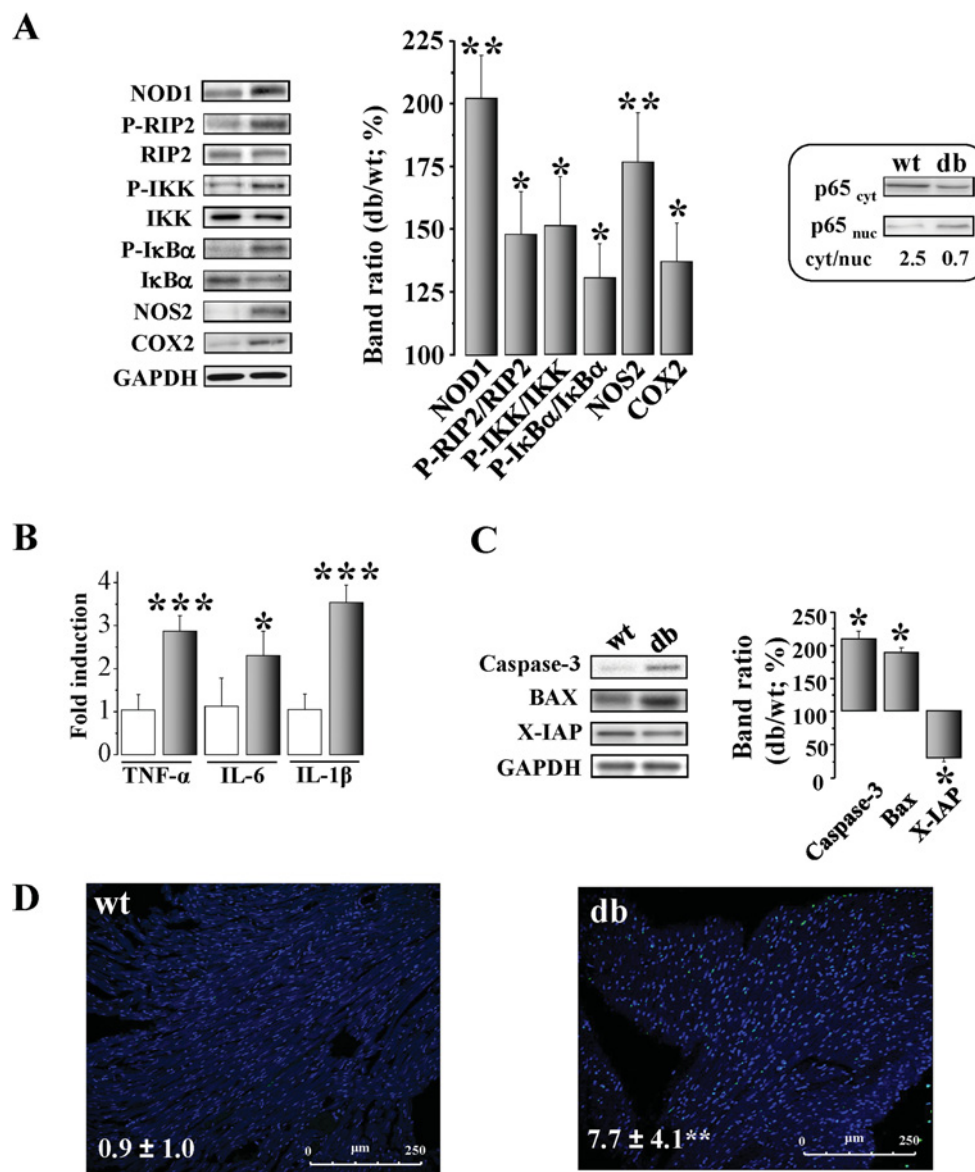 A
NOD1
P-RIP2
RIP2
P-IKK
IKK
P-IκBα
IκBα
NOS2
COX2
GAPDH
Band ratio (db/wt; %)
225
200
175
150
125
100
**
*
*
*
**
*
NOD1
P-RIP2/RIP2
P-IKK/IKK
P-IκBα/IκBα
NOS2
COX2
wt db
p65 cyt
p65 nuc
cyt/nuc 2.5 0.7
B
Fold induction
4
3
2
1
0
***
*
***
TNF-α IL-6 IL-1β
C
wt db
Caspase-3
BAX
X-IAP
GAPDH
Band ratio
(db/wt; %)
250
200
150
100
50
0
*
*
*
Caspase-3
Bax
X-IAP
D
wt
0.9 ± 1.0
0 µm 250
db
7.7 ± 4.1**
0 µm 250